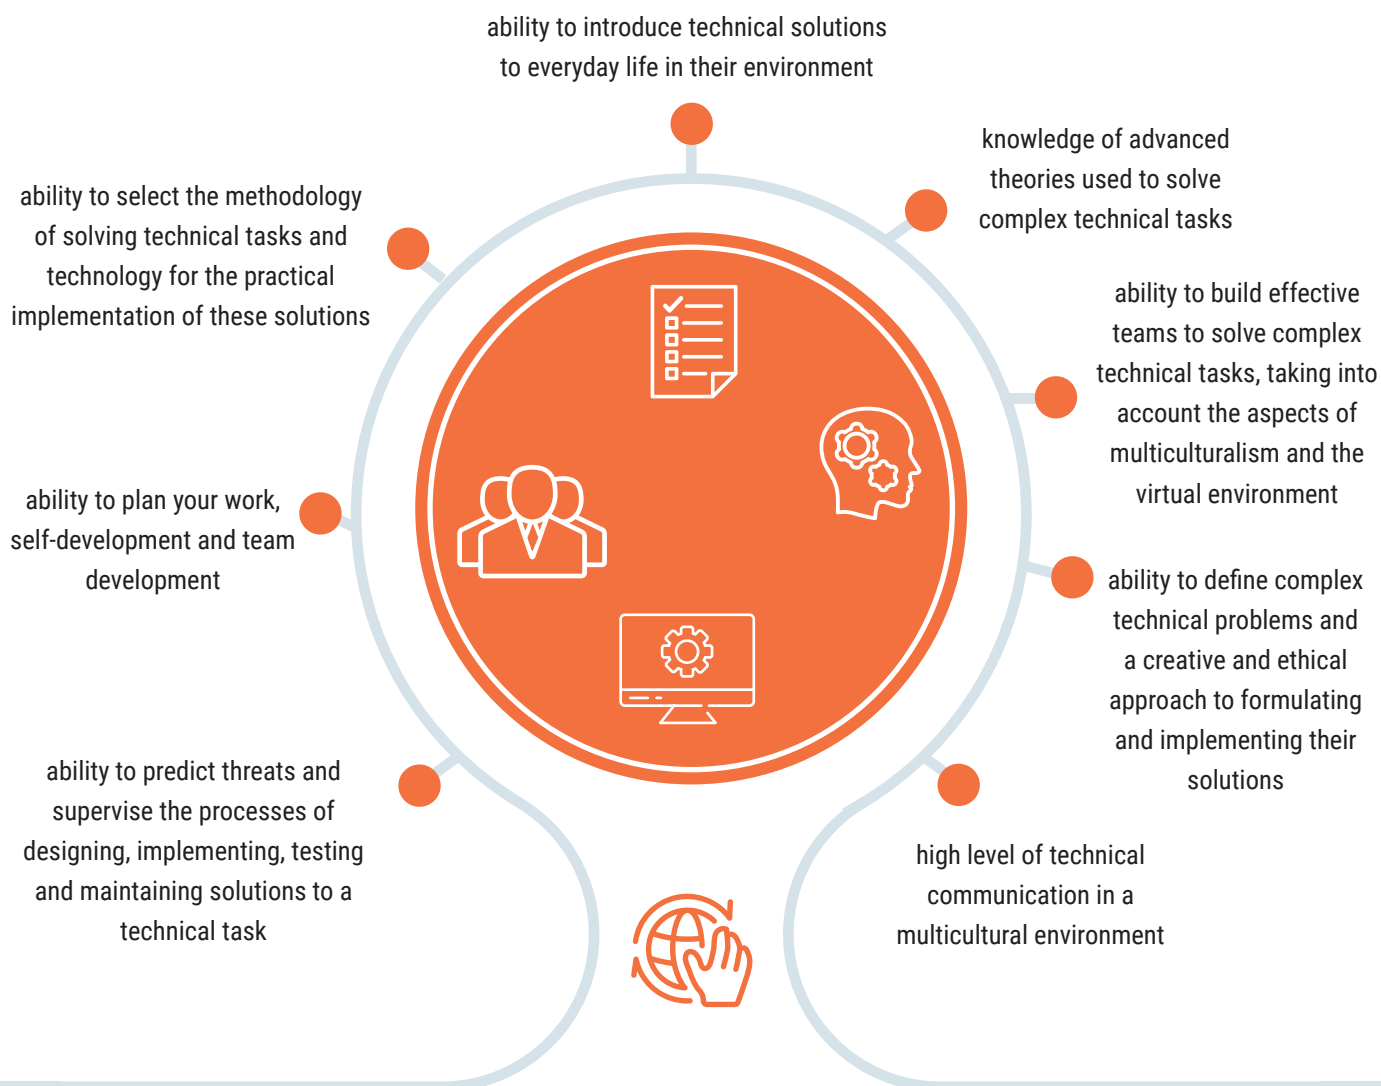 ability to introduce technical solutions
to everyday life in their environment
knowledge of advanced
theories used to solve
complex technical tasks
ability to build effective
teams to solve complex
technical tasks, taking into
account the aspects of
multiculturalism and the
virtual environment
ability to define complex
technical problems and
a creative and ethical
approach to formulating
and implementing their
solutions
high level of technical
communication in a
multicultural environment
ability to predict threats and
supervise the processes of
designing, implementing, testing
and maintaining solutions to a
technical task
ability to plan your work,
self-development and team
development
ability to select the methodology
of solving technical tasks and
technology for the practical
implementation of these solutions